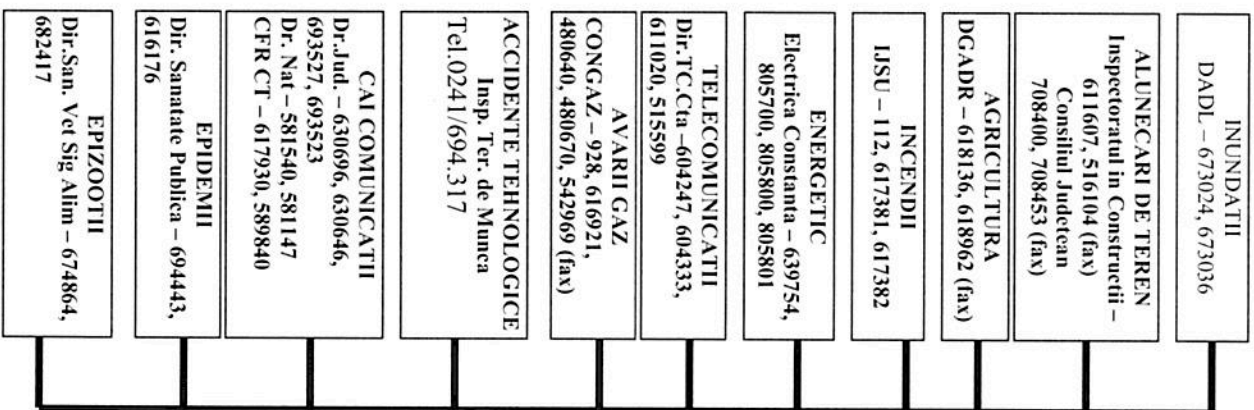 INUNDATII
DADL – 673024, 673036
ALUNECARI DE TEREN
Inspectoratul in Constructii –
611607, 516104 (fax)
Consiliul Judetean
708400, 708453 (fax)
AGRICULTURA
DGADR – 618136, 618962 (fax)
INCENDII
IJSU – 112, 617381, 617382
ENERGETIC
Electrica Constanta – 639754,
805700, 805800, 805801
TELECOMUNICATII
Dir.TC.Cta –604247, 604333,
611020, 515599
AVARII GAZ
CONGAZ – 928, 616921,
480640, 480670, 542969 (fax)
ACCIDENTE TEHNOLOGICE
Insp. Ter. de Munca
Tel.0241/694.317
CAI COMUNICATII
Dr.Jud. – 630696, 630646,
693527, 693523
Dr. Nat – 581540, 581147
CFR CT – 617930, 589840
EPIDEMII
Dir. Sanatate Publica – 694443,
616176
EPIZOOTII
Dir.San. Vet Sig Alim – 674864,
682417